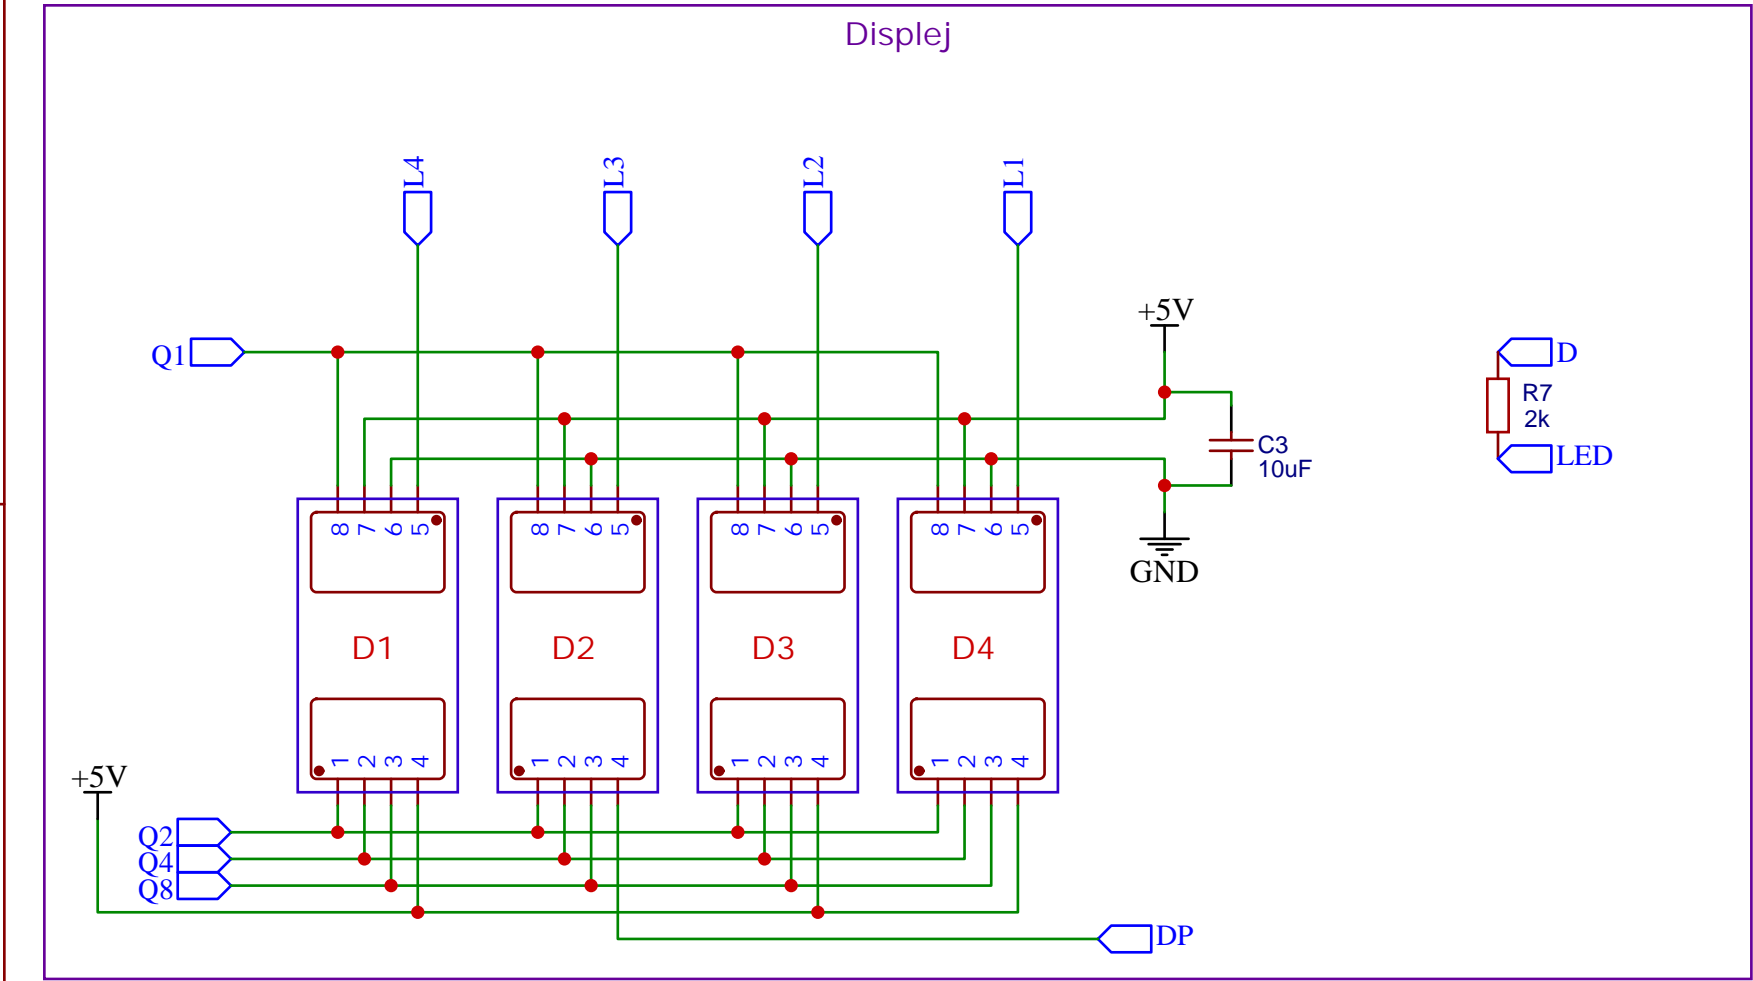 Displej
L4 L3 L2 L1
+5V
Q1 D
R7
2k
C3
10uF
LED
8 7 6 5 8 7 6 5 8 7 6 5 8 7 6 5
GND
D1 D2 D3 D4
1 2 3 4 1 2 3 4 1 2 3 4 1 2 3 4
+5V
Q2
Q4
Q8
DP